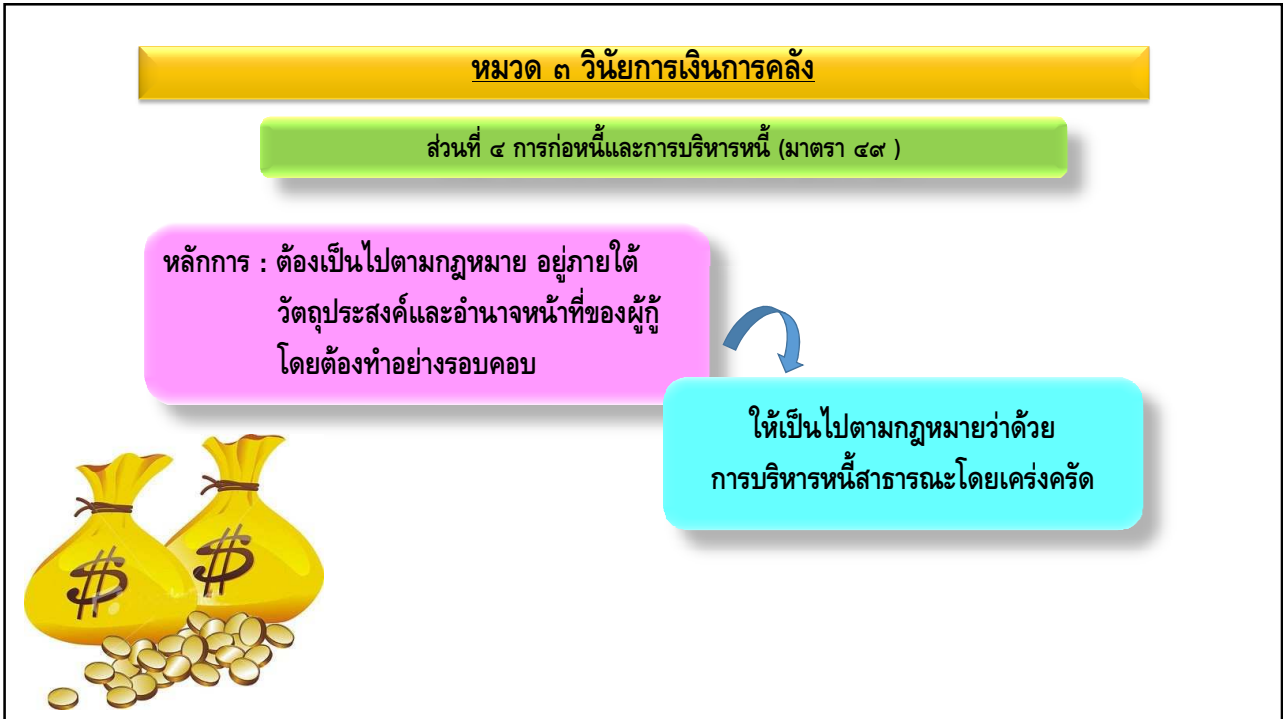 หมวด ๓ วินัยการเงินการคลัง
ส่วนที่ ๔ การก่อหนี้และการบริหารหนี้ (มาตรา ๔๙ )
หลักการ : ต้องเป็นไปตามกฎหมาย อยู่ภายใต้
วัตถุประสงค์และอำนาจหน้าที่ของผู้กู้
โดยต้องทำอย่างรอบคอบ
ให้เป็นไปตามกฎหมายว่าด้วย
การบริหารหนี้สาธารณะโดยเคร่งครัด
$
$